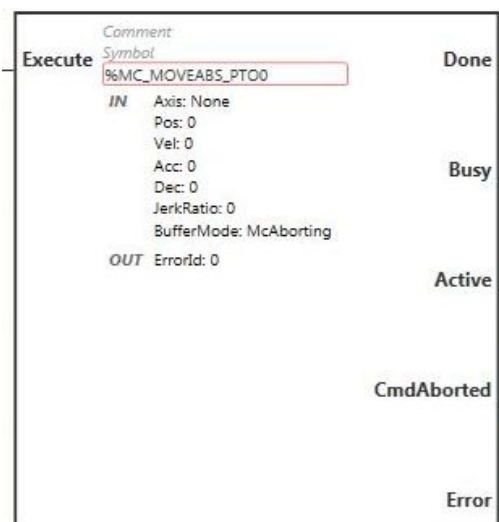 Comment
Execute Symbol Done
%MC_MOVEABS_PTO0
IN Axis: None
Pos: 0
Vel: 0
Acc: 0 Busy
Dec: 0
JerkRatio: 0
BufferMode: McAborting
OUT ErrorId: 0
Active
CmdAborted
Error